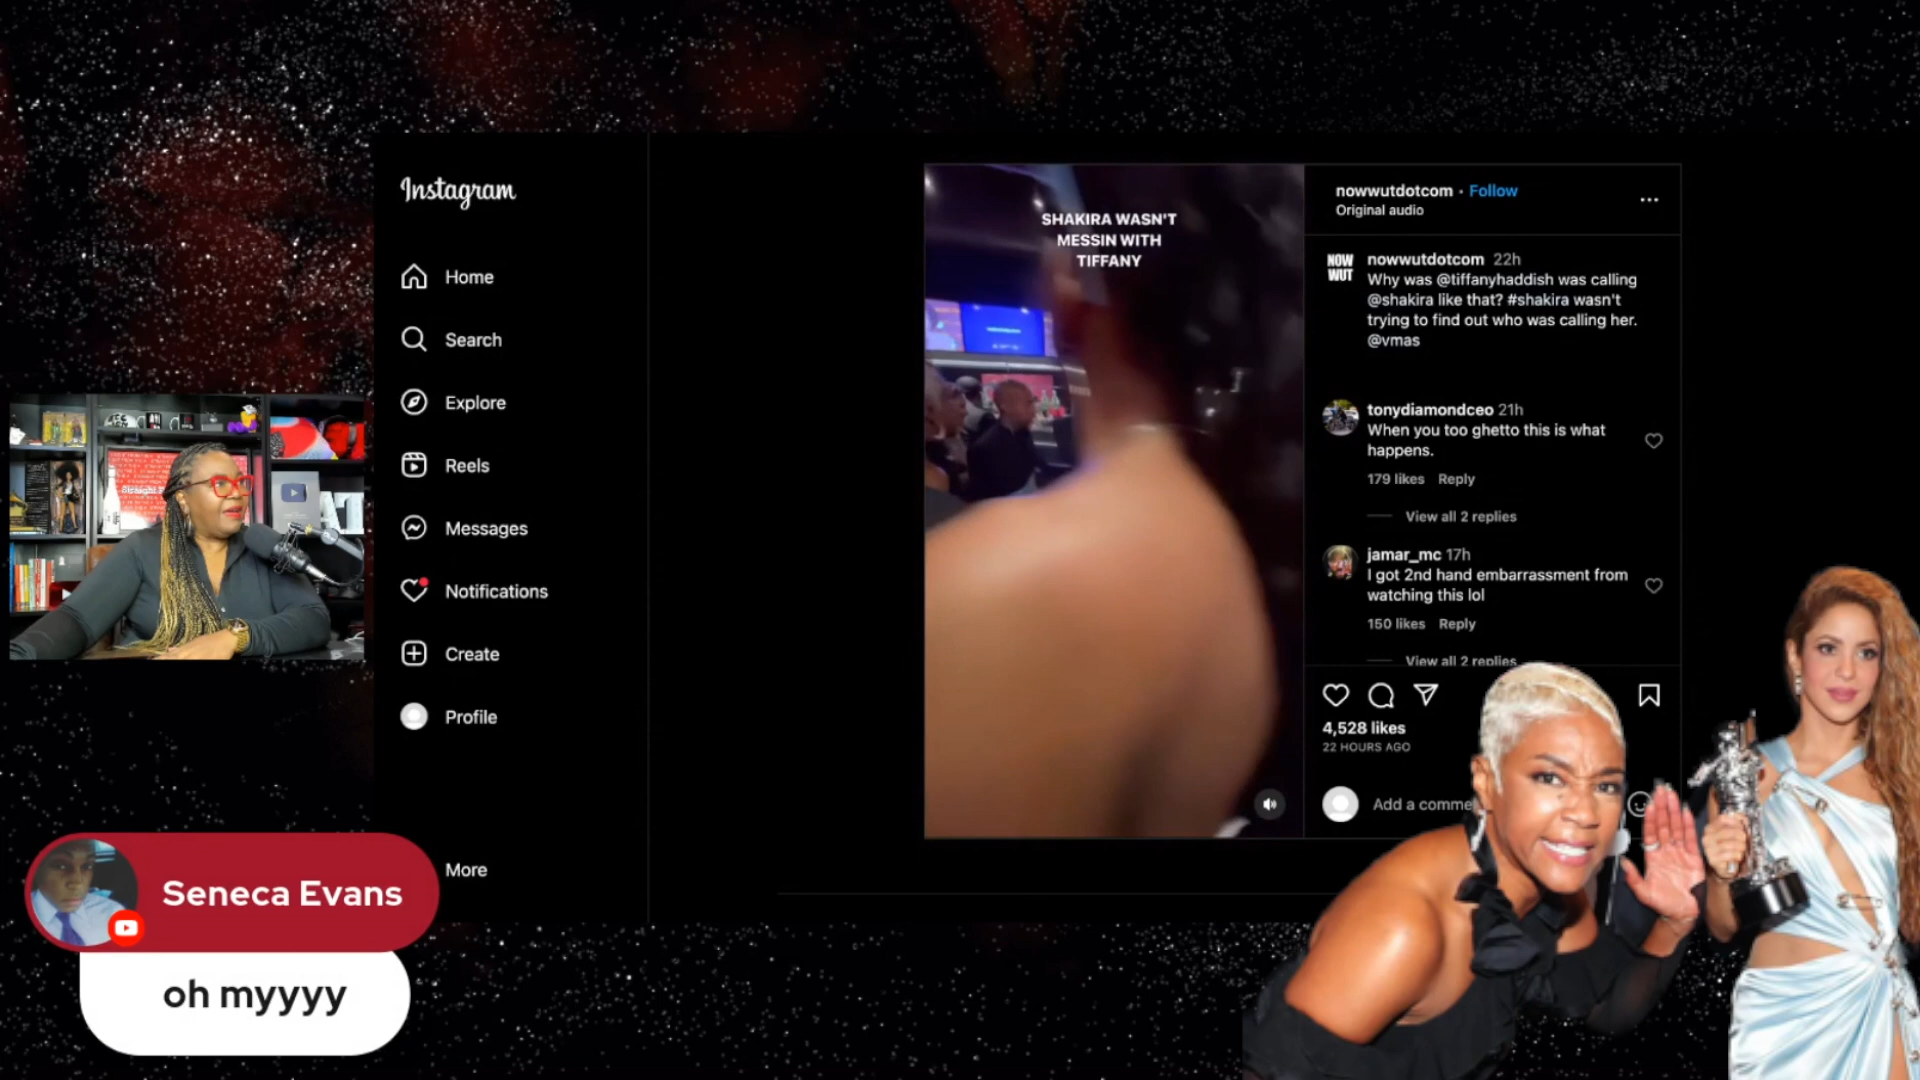 Instagram
Home
Search
Explore
Reels
Messages
Notifications
Create
Profile
More
SHAKIRA WASN'T
MESSIN WITH
TIFFANY
nowwutdotcom · Follow
Original audio
NOW
WUT
nowwutdotcom 22h
Why was @tiffanyhaddish was calling
@shakira like that? #shakira wasn't
trying to find out who was calling her.
@vmas
tonydiamondceo 21h
When you too ghetto this is what
happens.
179 likes Reply
View all 2 replies
jamar_mc 17h
I got 2nd hand embarrassment from
watching this lol
150 likes Reply
View all 2 replies
4,528 likes
22 HOURS AGO
Add a comme
Seneca Evans
oh myyyy